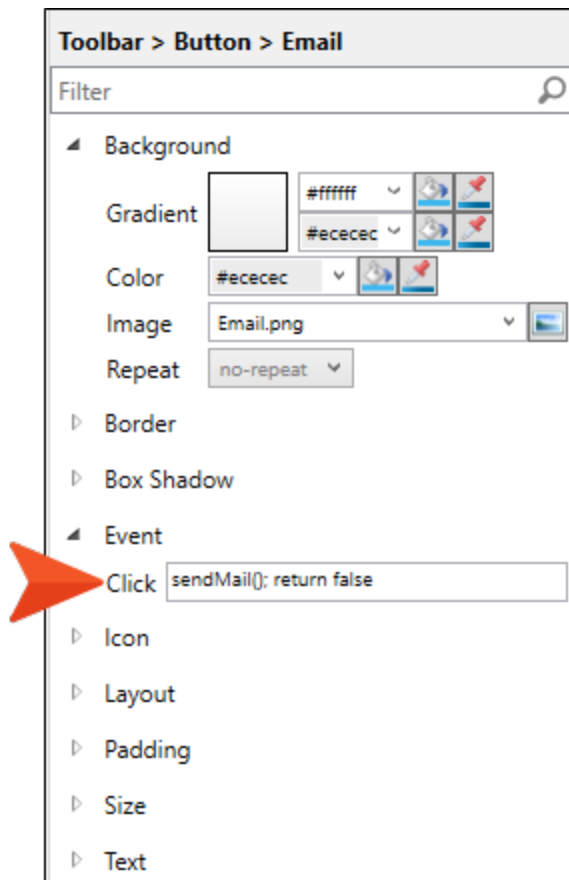 Toolbar > Button > Email
Filter
Background
Gradient
#ffffff
#ececec
Color
#ececec
Image
Email.png
Repeat
no-repeat
Border
Box Shadow
Event
Click
sendMail(); return false
Icon
Layout
Padding
Size
Text